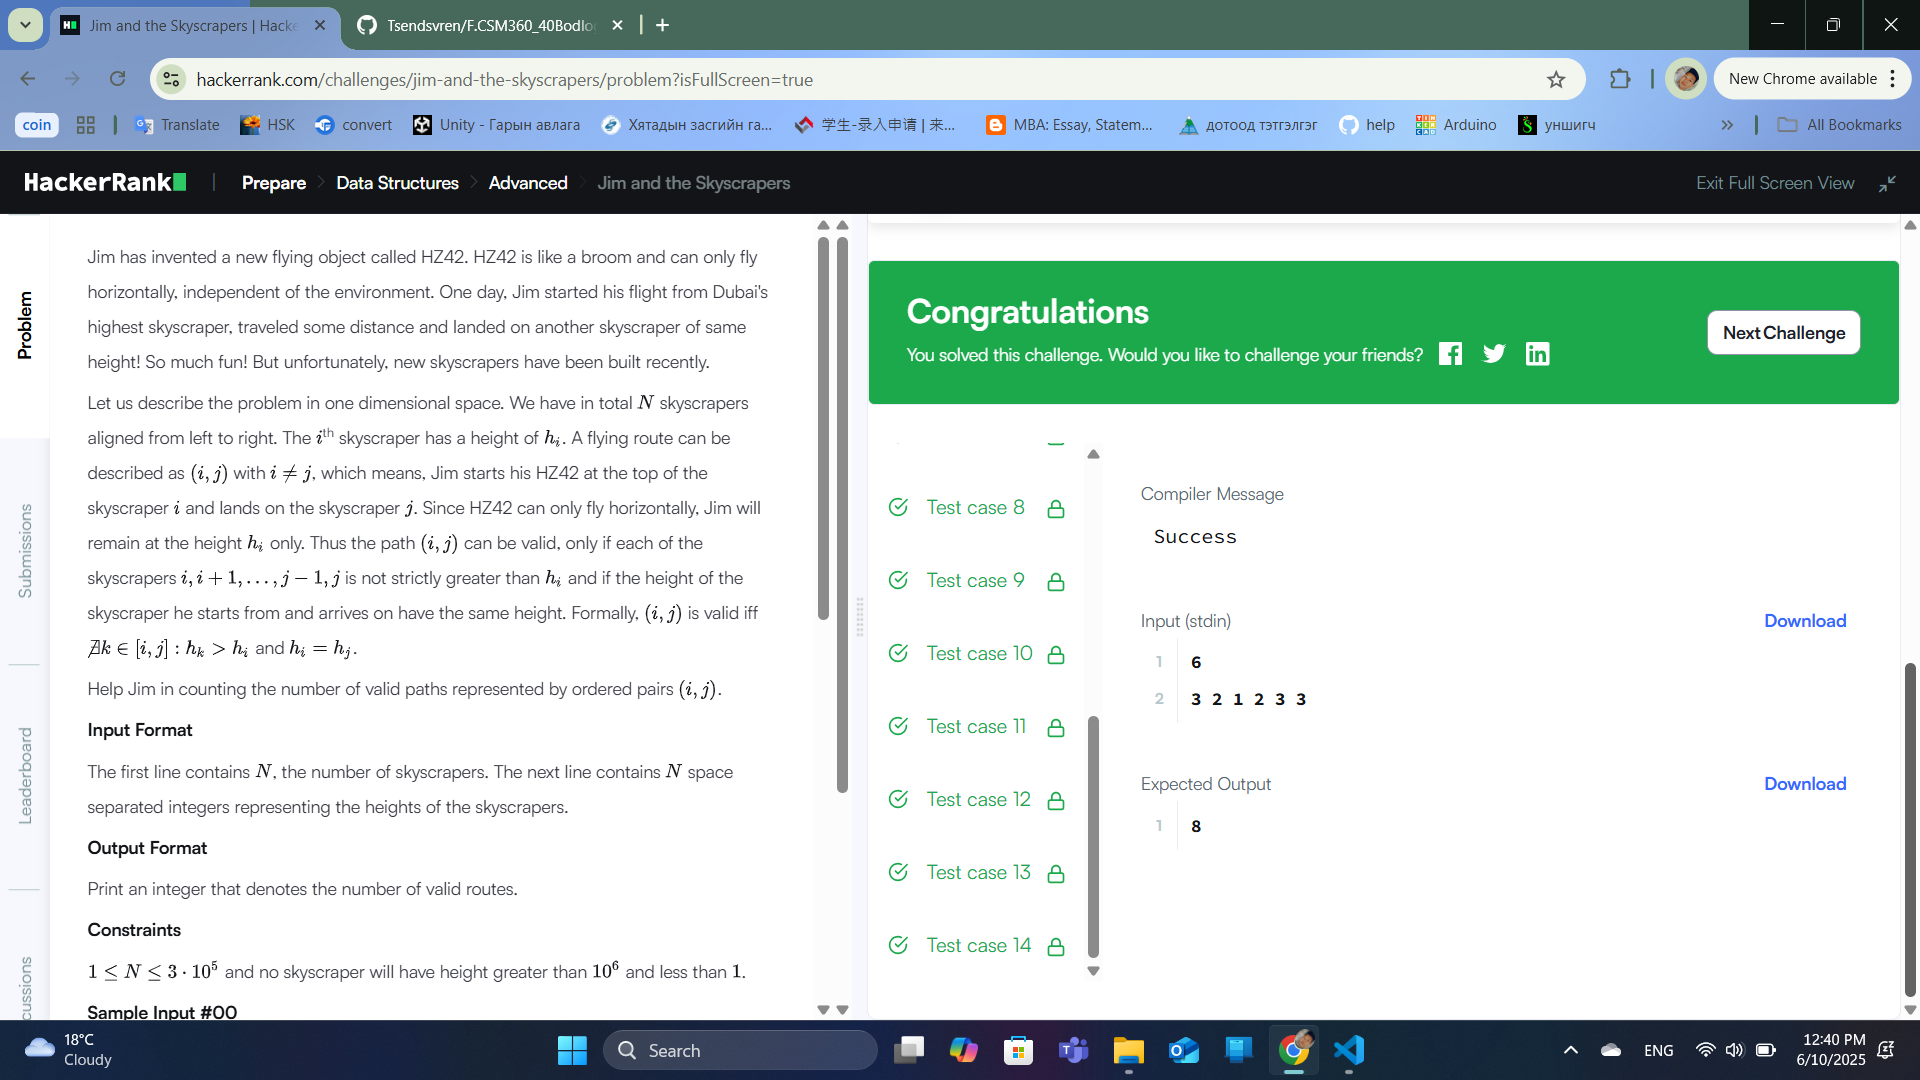 Jim and the Skyscrapers | Hacke
Tsendsvren/F.CSM360_40Bodlo
hackerrank.com/challenges/jim-and-the-skyscrapers/problem?isFullScreen=true
New Chrome available
coin
Translate
HSK
convert
Unity - Гарын авлага
Хятадын засгийн га...
学生-录入申请 | 来...
MBA: Essay, Statem...
дотоод тэтгэлгэг
help
Arduino
уншигч
All Bookmarks
HackerRank
Prepare
Data Structures
Advanced
Jim and the Skyscrapers
Exit Full Screen View
Problem
Submissions
Leaderboard
cussions
Jim has invented a new flying object called HZ42. HZ42 is like a broom and can only fly
horizontally, independent of the environment. One day, Jim started his flight from Dubai's
highest skyscraper, traveled some distance and landed on another skyscraper of same
height! So much fun! But unfortunately, new skyscrapers have been built recently.
Let us describe the problem in one dimensional space. We have in total N skyscrapers
aligned from left to right. The i^th skyscraper has a height of h_i. A flying route can be
described as (i, j) with i ≠ j, which means, Jim starts his HZ42 at the top of the
skyscraper i and lands on the skyscraper j. Since HZ42 can only fly horizontally, Jim will
remain at the height h_i only. Thus the path (i, j) can be valid, only if each of the
skyscrapers i, i + 1, . . . , j − 1, j is not strictly greater than h_i and if the height of the
skyscraper he starts from and arrives on have the same height. Formally, (i, j) is valid iff
∄k ∈ [i, j] : h_k > h_i and h_i = h_j.
Help Jim in counting the number of valid paths represented by ordered pairs (i, j).
Input Format
The first line contains N, the number of skyscrapers. The next line contains N space
separated integers representing the heights of the skyscrapers.
Output Format
Print an integer that denotes the number of valid routes.
Constraints
1 ≤ N ≤ 3 · 10^5 and no skyscraper will have height greater than 10^6 and less than 1.
Sample Input #00
Congratulations
You solved this challenge. Would you like to challenge your friends?
Next Challenge
Test case 8
Test case 9
Test case 10
Test case 11
Test case 12
Test case 13
Test case 14
Compiler Message
Success
Input (stdin)
Download
1 6
2 3 2 1 2 3 3
Expected Output
Download
1 8
18°C
Cloudy
Search
ENG
12:40 PM
6/10/2025